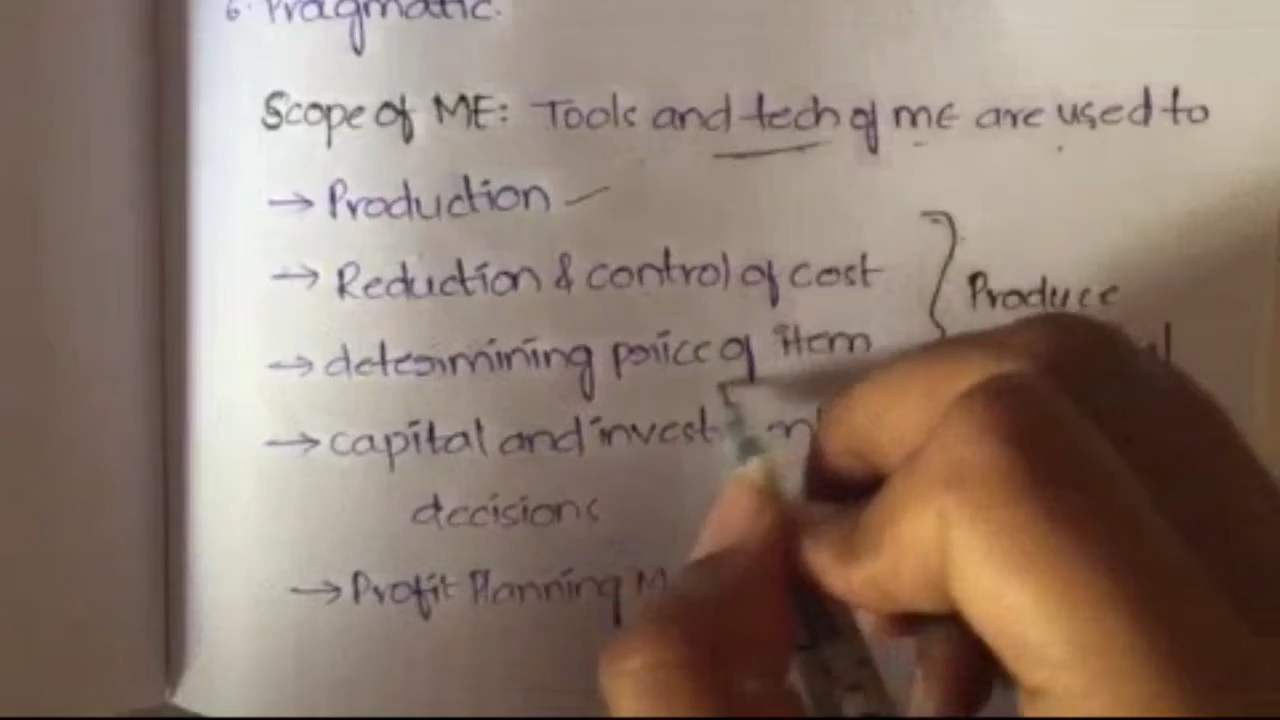 6. Pragmatic.
Scope of ME: Tools and tech of ME are used to
→ Production
→ Reduction & control of cost
→ determining price of item
Produce
→ capital and
decisions
→ Profit Planning